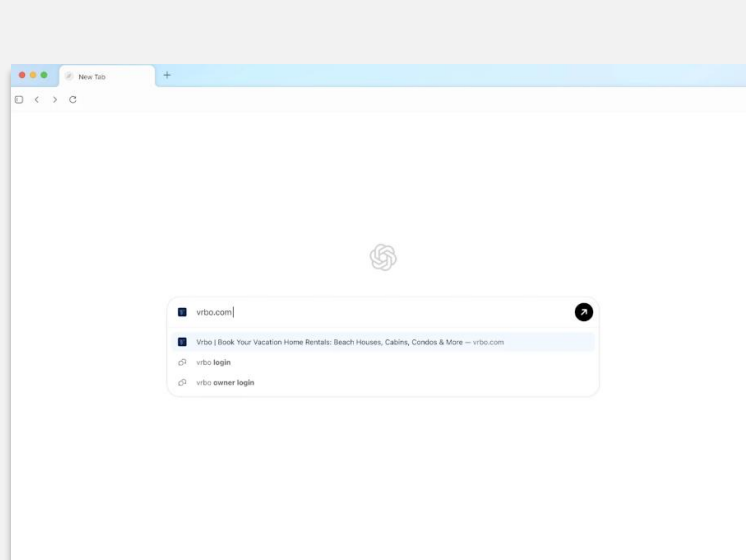 New Tab
vrbo.com
Vrbo | Book Your Vacation Home Rentals: Beach Houses, Cabins, Condos & More — vrbo.com
vrbo login
vrbo owner login